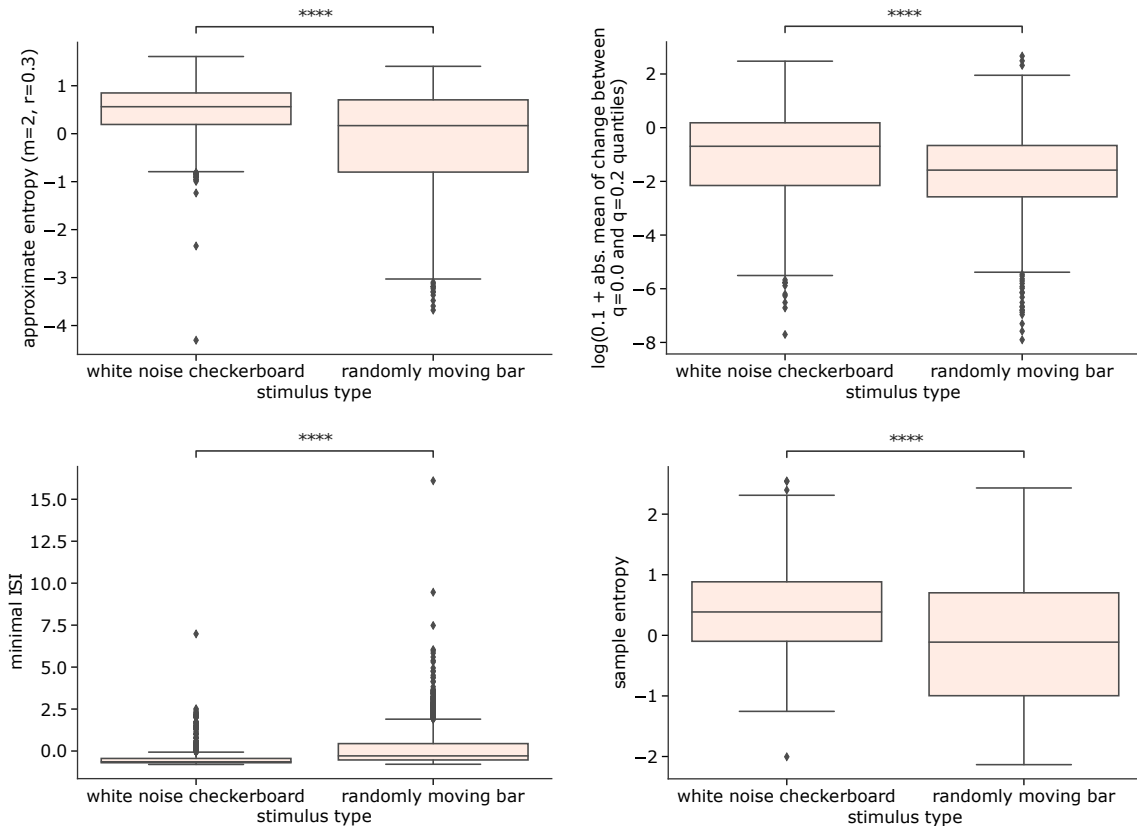 ****
approximate entropy (m=2, r=0.3)
1
0
−1
−2
−3
−4
white noise checkerboard
randomly moving bar
stimulus type
****
log(0.1 + abs. mean of change between
q=0.0 and q=0.2 quantiles)
2
0
−2
−4
−6
−8
white noise checkerboard
randomly moving bar
stimulus type
****
minimal ISI
15.0
12.5
10.0
7.5
5.0
2.5
0.0
white noise checkerboard
randomly moving bar
stimulus type
****
sample entropy
2
1
0
−1
−2
white noise checkerboard
randomly moving bar
stimulus type